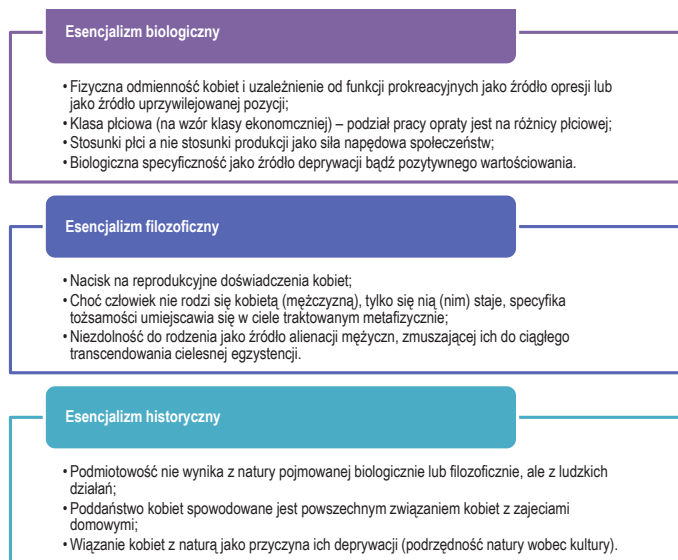 Esencjalizm biologiczny
• Fizyczna odmienność kobiet i uzależnienie od funkcji prokreacyjnych jako źródło opresji lub
jako źródło uprzywilejowanej pozycji;
• Klasa płciowa (na wzór klasy ekonomczniej) – podział pracy opraty jest na różnicy płciowej;
• Stosunki płci a nie stosunki produkcji jako siła napędowa społeczeństw;
• Biologiczna specyficzność jako źródło deprywacji bądź pozytywnego wartościowania.
Esencjalizm filozoficzny
• Nacisk na reprodukcyjne doświadczenia kobiet;
• Choć człowiek nie rodzi się kobietą (mężczyzną), tylko się nią (nim) staje, specyfika
tożsamości umiejscawia się w ciele traktowanym metafizycznie;
• Niezdolność do rodzenia jako źródło alienacji mężyczn, zmuszającej ich do ciągłego
transcendowania cielesnej egzystencji.
Esencjalizm historyczny
• Podmiotowość nie wynika z natury pojmowanej biologicznie lub filozoficznie, ale z ludzkich
działań;
• Poddaństwo kobiet spowodowane jest powszechnym związaniem kobiet z zajeciami
domowymi;
• Wiązanie kobiet z naturą jako przyczyna ich deprywacji (podrzędność natury wobec kultury).